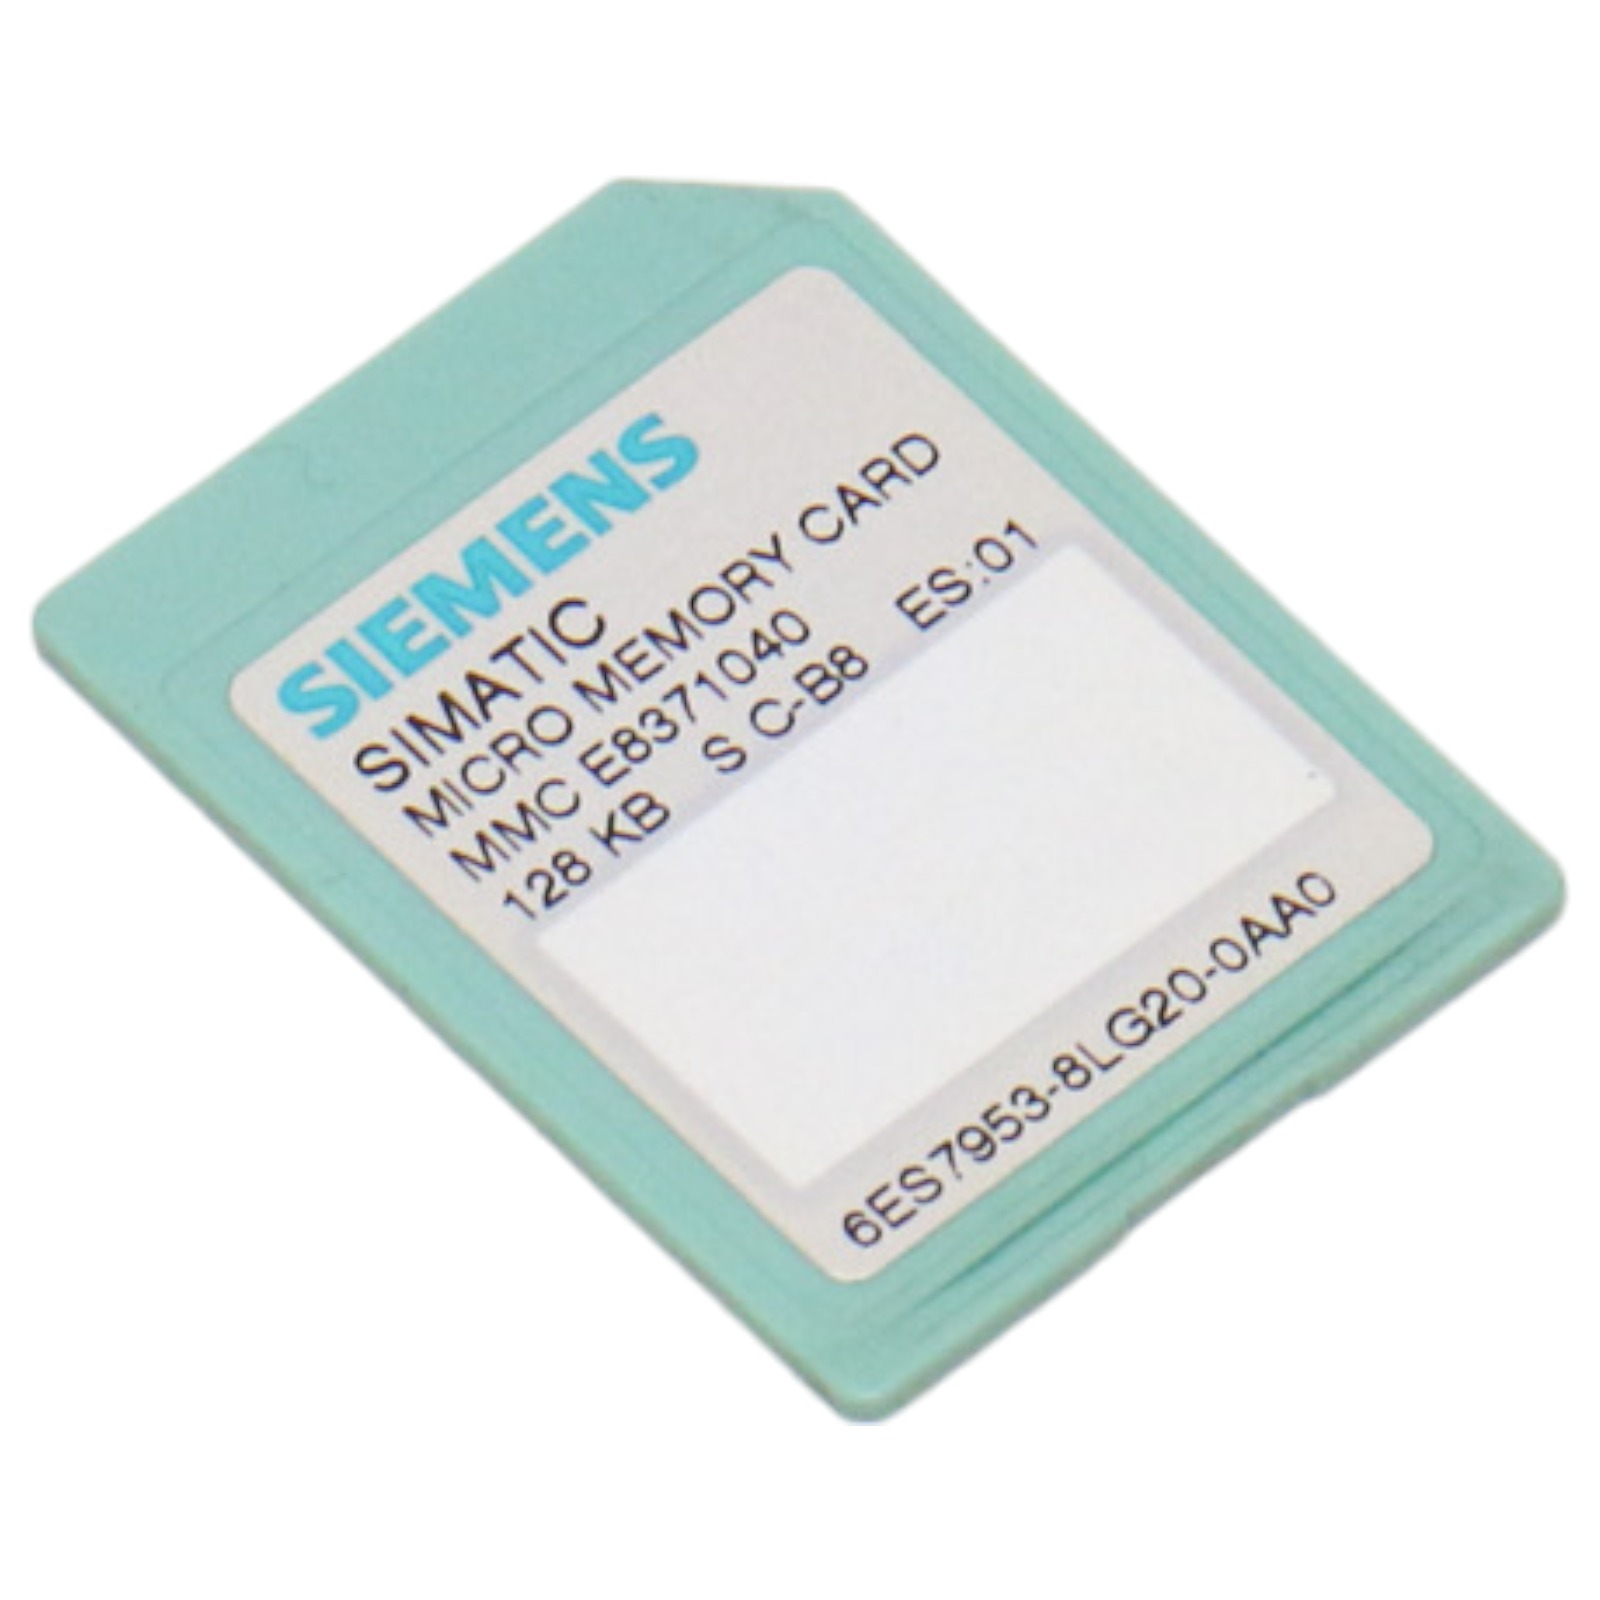 SIEMENS
SIMATIC
MICRO MEMORY CARD
MMC E8371040
128 KB S C-B8 ES:01
6ES7953-8LG20-0AA0